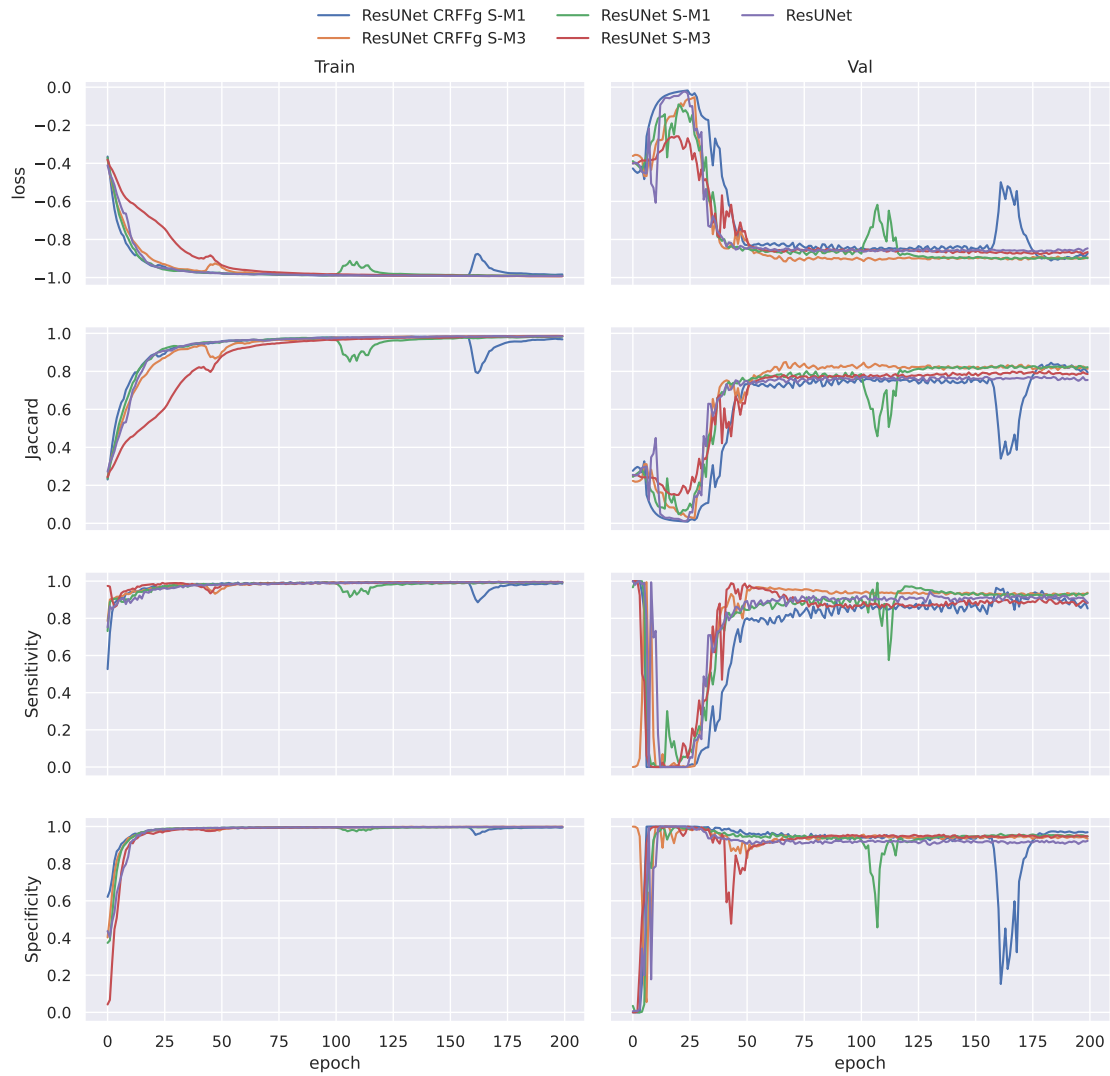 ResUNet CRFFg S-M1 ResUNet S-M1 ResUNet
ResUNet CRFFg S-M3 ResUNet S-M3
Train Val
loss
0.0
−0.2
−0.4
−0.6
−0.8
−1.0
Jaccard
1.0
0.8
0.6
0.4
0.2
0.0
Sensitivity
1.0
0.8
0.6
0.4
0.2
0.0
Specificity
1.0
0.8
0.6
0.4
0.2
0.0
0 25 50 75 100 125 150 175 200 0 25 50 75 100 125 150 175 200
epoch epoch